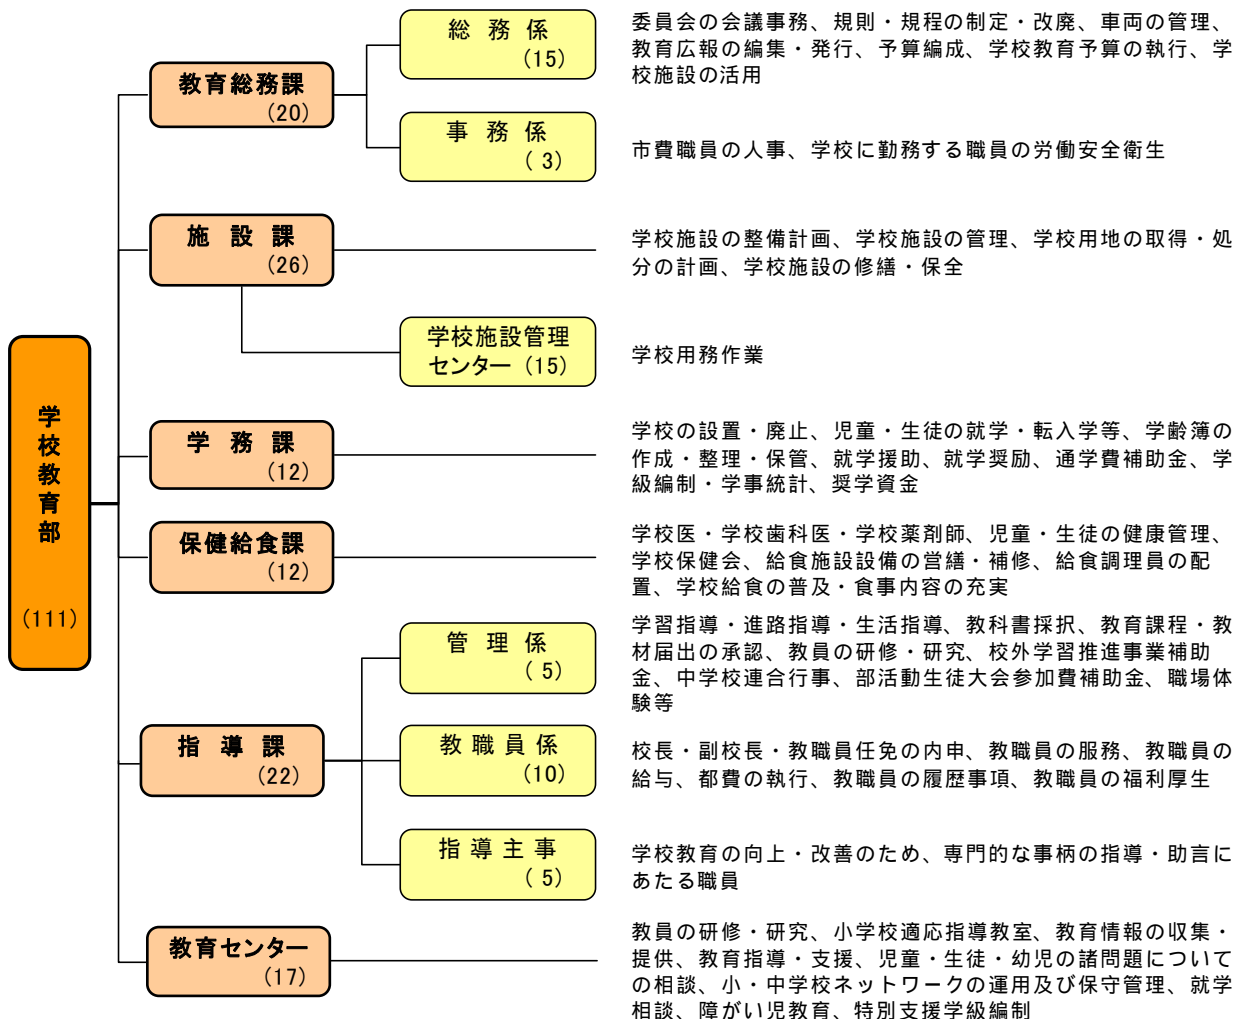 学校教育部
(111)
教育総務課
(20)
総務係
(15)
委員会の会議事務、規則・規程の制定・改廃、車両の管理、
教育広報の編集・発行、予算編成、学校教育予算の執行、学
校施設の活用
事務係
( 3)
市費職員の人事、学校に勤務する職員の労働安全衛生
施設課
(26)
学校施設の整備計画、学校施設の管理、学校用地の取得・処
分の計画、学校施設の修繕・保全
学校施設管理
センター (15)
学校用務作業
学務課
(12)
学校の設置・廃止、児童・生徒の就学・転入学等、学齢簿の
作成・整理・保管、就学援助、就学奨励、通学費補助金、学
級編制・学事統計、奨学資金
保健給食課
(12)
学校医・学校歯科医・学校薬剤師、児童・生徒の健康管理、
学校保健会、給食施設設備の営繕・補修、給食調理員の配
置、学校給食の普及・食事内容の充実
指導課
(22)
管理係
( 5)
学習指導・進路指導・生活指導、教科書採択、教育課程・教
材届出の承認、教員の研修・研究、校外学習推進事業補助
金、中学校連合行事、部活動生徒大会参加費補助金、職場体
験等
教職員係
(10)
校長・副校長・教職員任免の内申、教職員の服務、教職員の
給与、都費の執行、教職員の履歴事項、教職員の福利厚生
指導主事
( 5)
学校教育の向上・改善のため、専門的な事柄の指導・助言に
あたる職員
教育センター
(17)
教員の研修・研究、小学校適応指導教室、教育情報の収集・
提供、教育指導・支援、児童・生徒・幼児の諸問題について
の相談、小・中学校ネットワークの運用及び保守管理、就学
相談、障がい児教育、特別支援学級編制